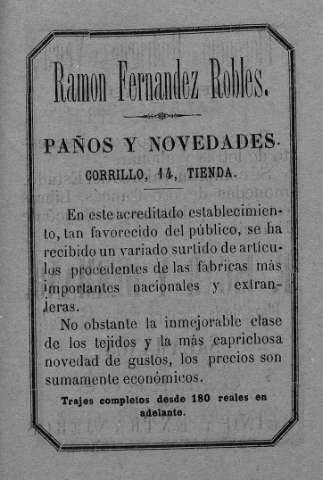 Ramon Fernandez Robles.
PAÑOS Y NOVEDADES.
CORRILLO, 14, TIENDA.
En este acreditado establecimien-
to, tan favorecido del público, se ha
recibido un variado surtido de artícu-
los procedentes de las fabricas más
importantes nacionales y extran-
jeras.
No obstante la inmejorable clase
de los tejidos y la más caprichosa
novedad de gustos, los precios son
sumamente económicos.
Trajes completos desde 180 reales en
adelante.